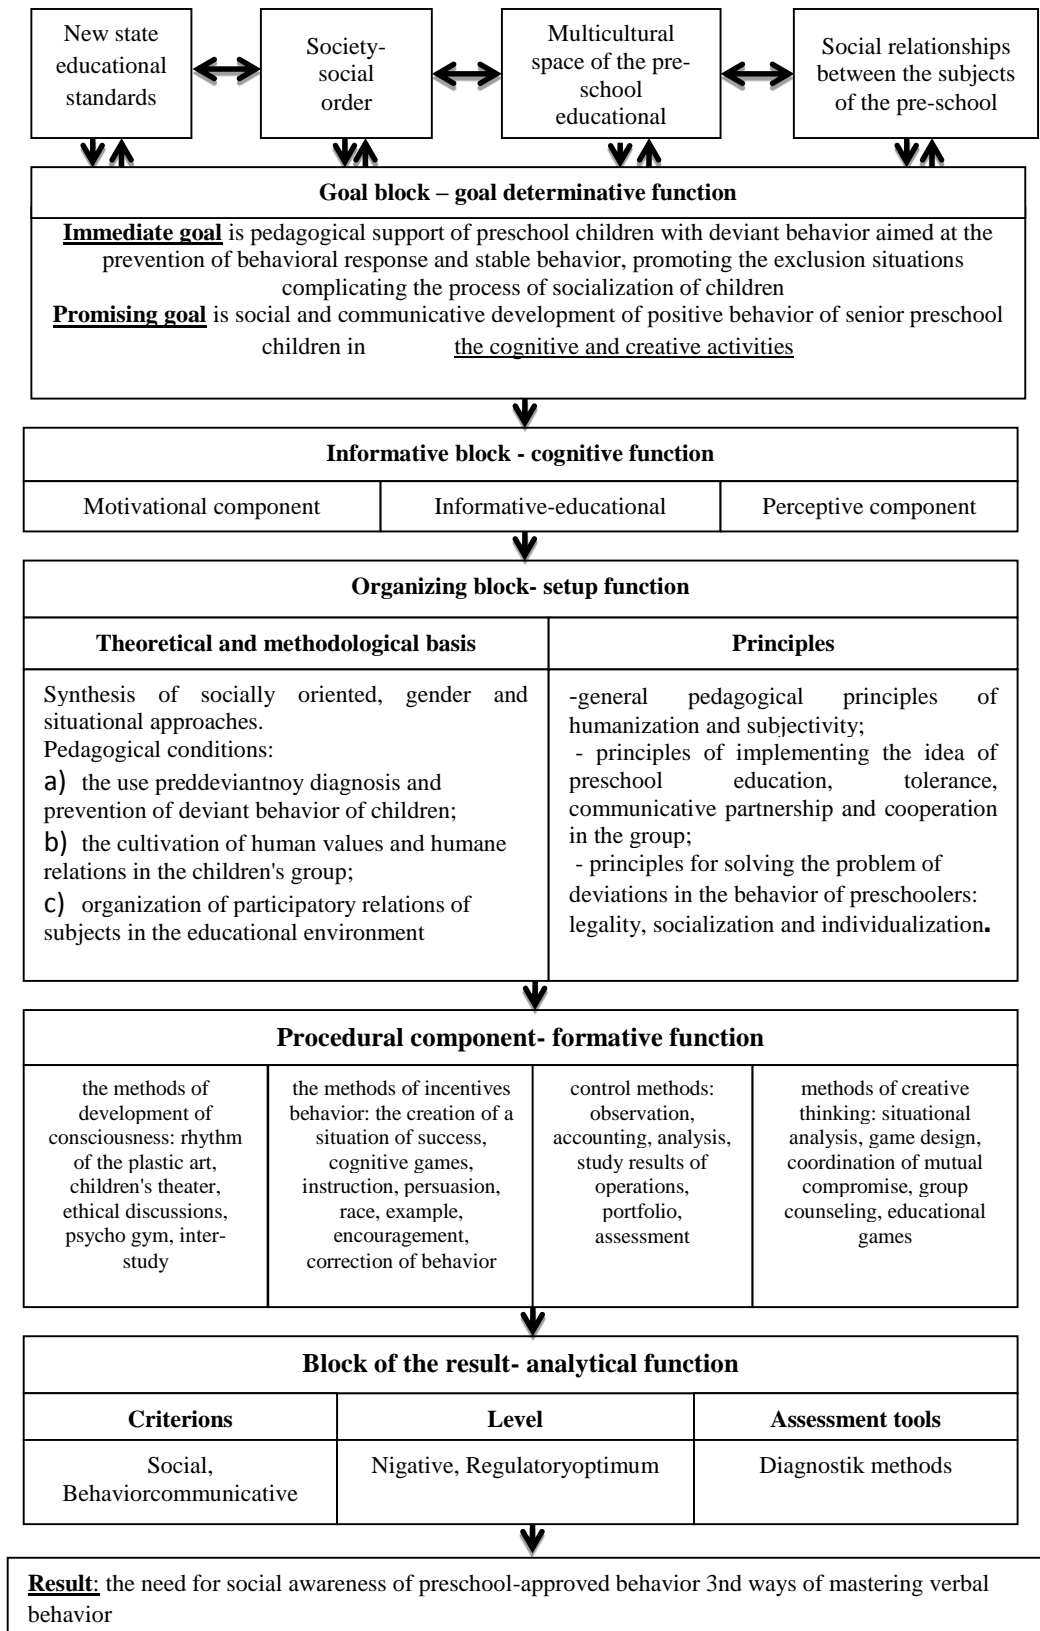 New state
educational
standards
Society-
social
order
Multicultural
space of the pre-
school
educational
Social relationships
between the subjects
of the pre-school
Goal block – goal determinative function
Immediate goal is pedagogical support of preschool children with deviant behavior aimed at the
prevention of behavioral response and stable behavior, promoting the exclusion situations
complicating the process of socialization of children
Promising goal is social and communicative development of positive behavior of senior preschool
children in the cognitive and creative activities
Informative block - cognitive function
Motivational component
Informative-educational
Perceptive component
Organizing block- setup function
Theoretical and methodological basis
Synthesis of socially oriented, gender and
situational approaches.
Pedagogical conditions:
a) the use preddeviantnoy diagnosis and
prevention of deviant behavior of children;
b) the cultivation of human values and humane
relations in the children's group;
c) organization of participatory relations of
subjects in the educational environment
Principles
-general pedagogical principles of
humanization and subjectivity;
- principles of implementing the idea of
preschool education, tolerance,
communicative partnership and cooperation
in the group;
- principles for solving the problem of
deviations in the behavior of preschoolers:
legality, socialization and individualization.
Procedural component- formative function
the methods of
development of
consciousness: rhythm
of the plastic art,
children's theater,
ethical discussions,
psycho gym, inter-
study
the methods of incentives
behavior: the creation of a
situation of success,
cognitive games,
instruction, persuasion,
race, example,
encouragement,
correction of behavior
control methods:
observation,
accounting, analysis,
study results of
operations,
portfolio,
assessment
methods of creative
thinking: situational
analysis, game design,
coordination of mutual
compromise, group
counseling, educational
games
Block of the result- analytical function
Criterions
Level
Assessment tools
Social,
Behaviorcommunicative
Nigative, Regulatoryoptimum
Diagnostik methods
Result: the need for social awareness of preschool-approved behavior 3nd ways of mastering verbal
behavior